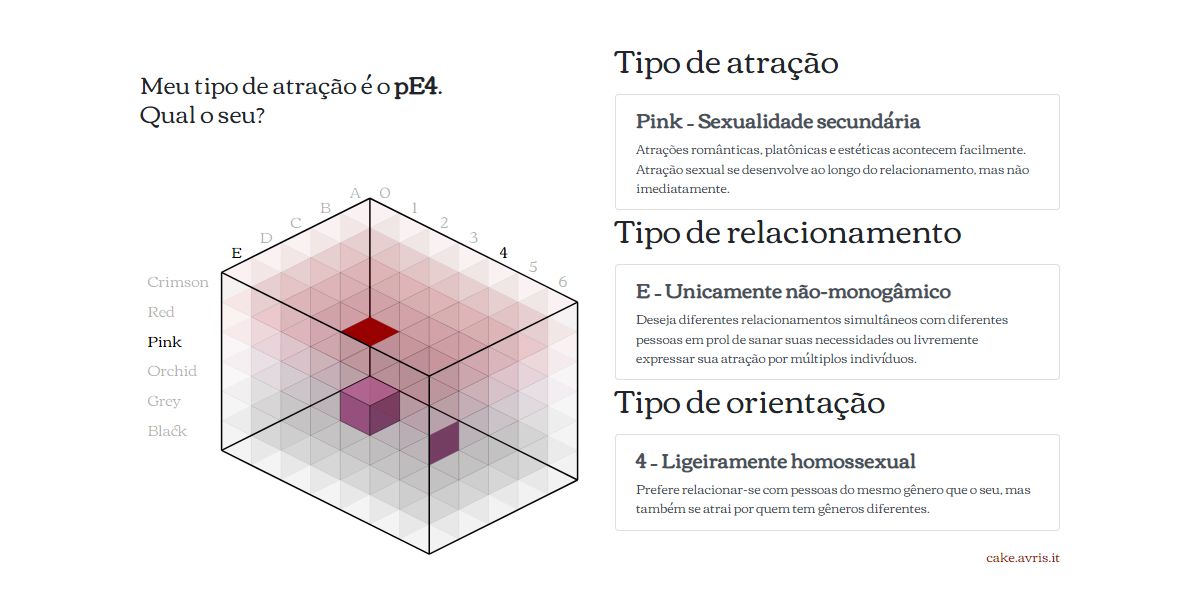 Meu tipo de atração é o pE4.
Qual o seu?
A O
B 1
C 2
D 3
E 4
5
6
Crimson
Red
Pink
Orchid
Grey
Black
Tipo de atração
Pink - Sexualidade secundária
Atrações românticas, platônicas e estéticas acontecem facilmente.
Atração sexual se desenvolve ao longo do relacionamento, mas não
imediatamente.
Tipo de relacionamento
E - Unicamente não-monogâmico
Deseja diferentes relacionamentos simultâneos com diferentes
pessoas em prol de sanar suas necessidades ou livremente
expressar sua atração por múltiplos indivíduos.
Tipo de orientação
4 - Ligeiramente homossexual
Prefere relacionar-se com pessoas do mesmo gênero que o seu, mas
também se atrai por quem tem gêneros diferentes.
cake.avris.it